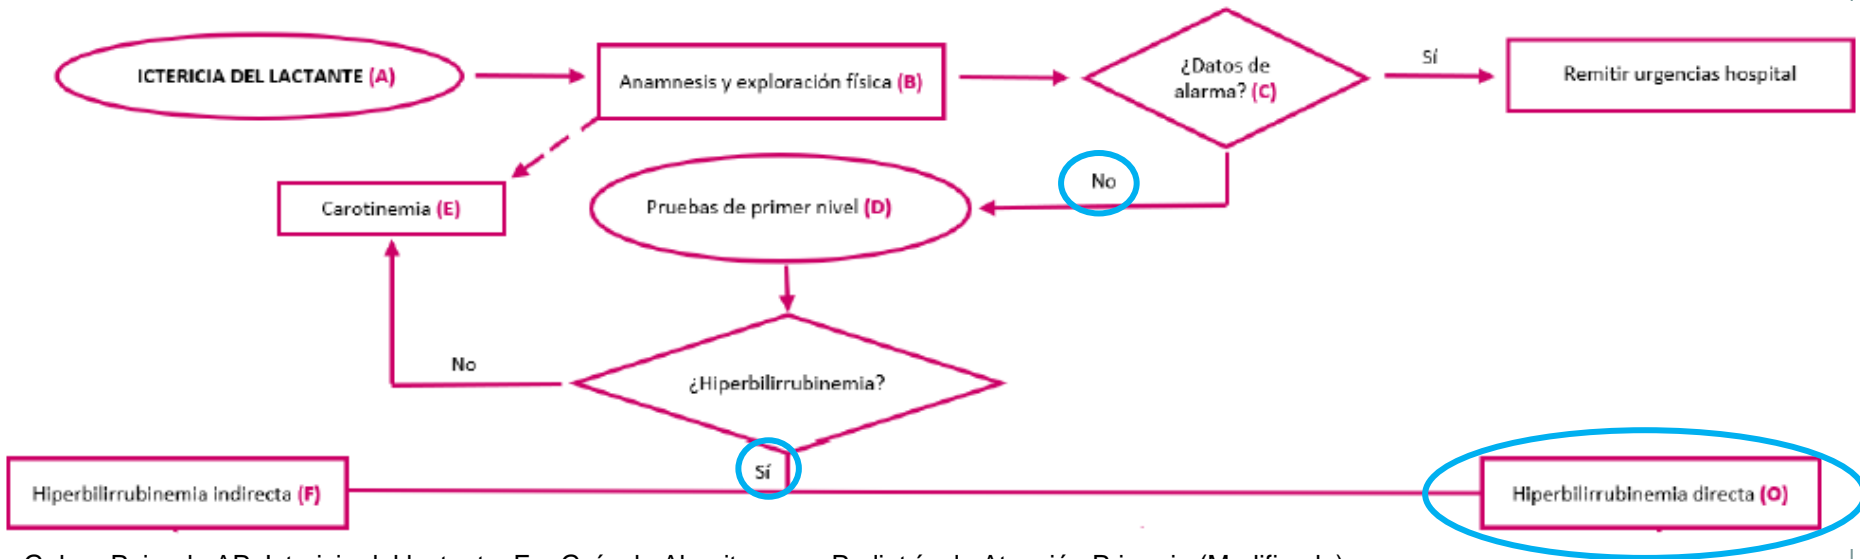 ICTERICIA DEL LACTANTE (A)
Anamnesis y exploración física (B)
¿Datos de
alarma? (C)
Sí
Remitir urgencias hospital
No
Carotinemia (E)
Pruebas de primer nivel (D)
No
¿Hiperbilirrubinemia?
Sí
Hiperbilirrubinemia indirecta (F)
Hiperbilirrubinemia directa (O)